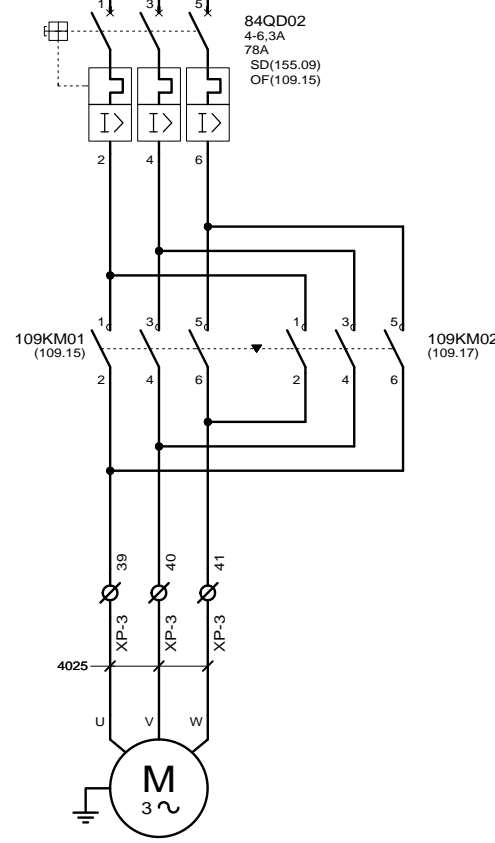 1 3 5
84QD02
4-6,3A
78A
SD(155.09)
OF(109.15)
I> I> I>
2 4 6
1 3 5 1 3 5
109KM01
(109.15)
109KM02
(109.17)
2 4 6 2 4 6
39 40 41
XP-3 XP-3 XP-3
4025
U V W
M
3 ~